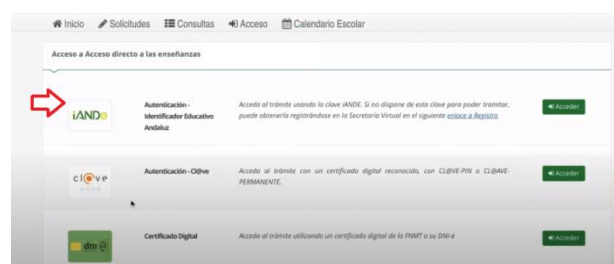 Inicio Solicitudes Consultas Acceso Calendario Escolar
Acceso a Acceso directo a las enseñanzas
iANDe
Autenticación -
Identificador Educativo
Andaluz
Acceda al trámite usando la clave iANDE. Si no dispone de esta clave para poder tramitar,
puede obtenerla registrándose en la Secretaría Virtual en el siguiente enlace a Registro
Acceder
cl@ve
Autenticación - Cl@ve
Acceda al trámite con un certificado digital reconocido, con CL@VE-PIN o CL@AVE-
PERMANENTE.
Acceder
dni e
Certificado Digital
Acceda al trámite utilizando un certificado digital de la FNMT o su DNI-e
Acceder